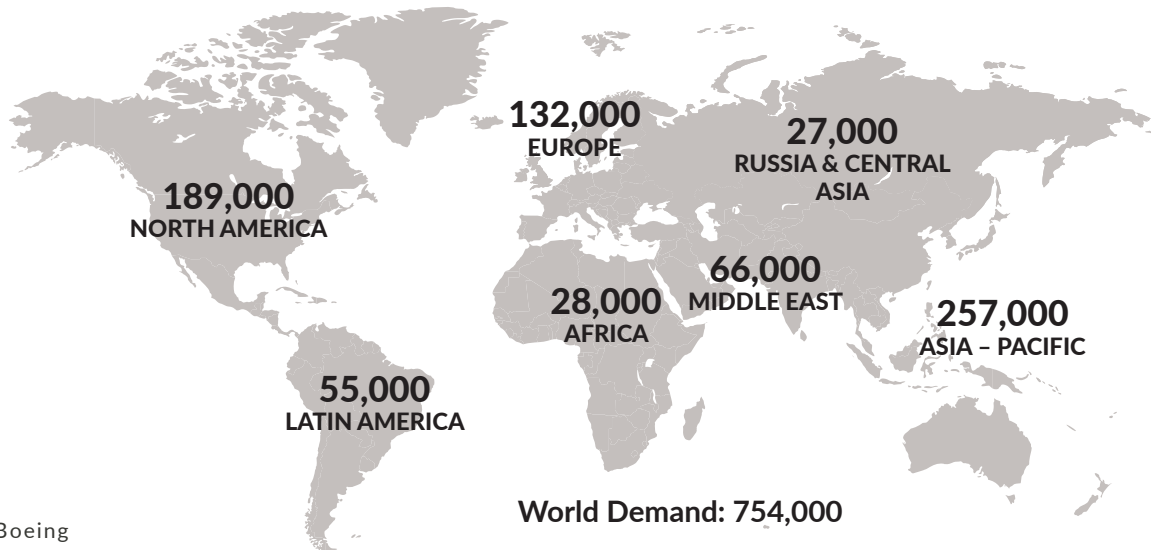 132,000
EUROPE
27,000
RUSSIA & CENTRAL
ASIA
189,000
NORTH AMERICA
66,000
MIDDLE EAST
28,000
AFRICA
257,000
ASIA – PACIFIC
55,000
LATIN AMERICA
World Demand: 754,000
Boeing